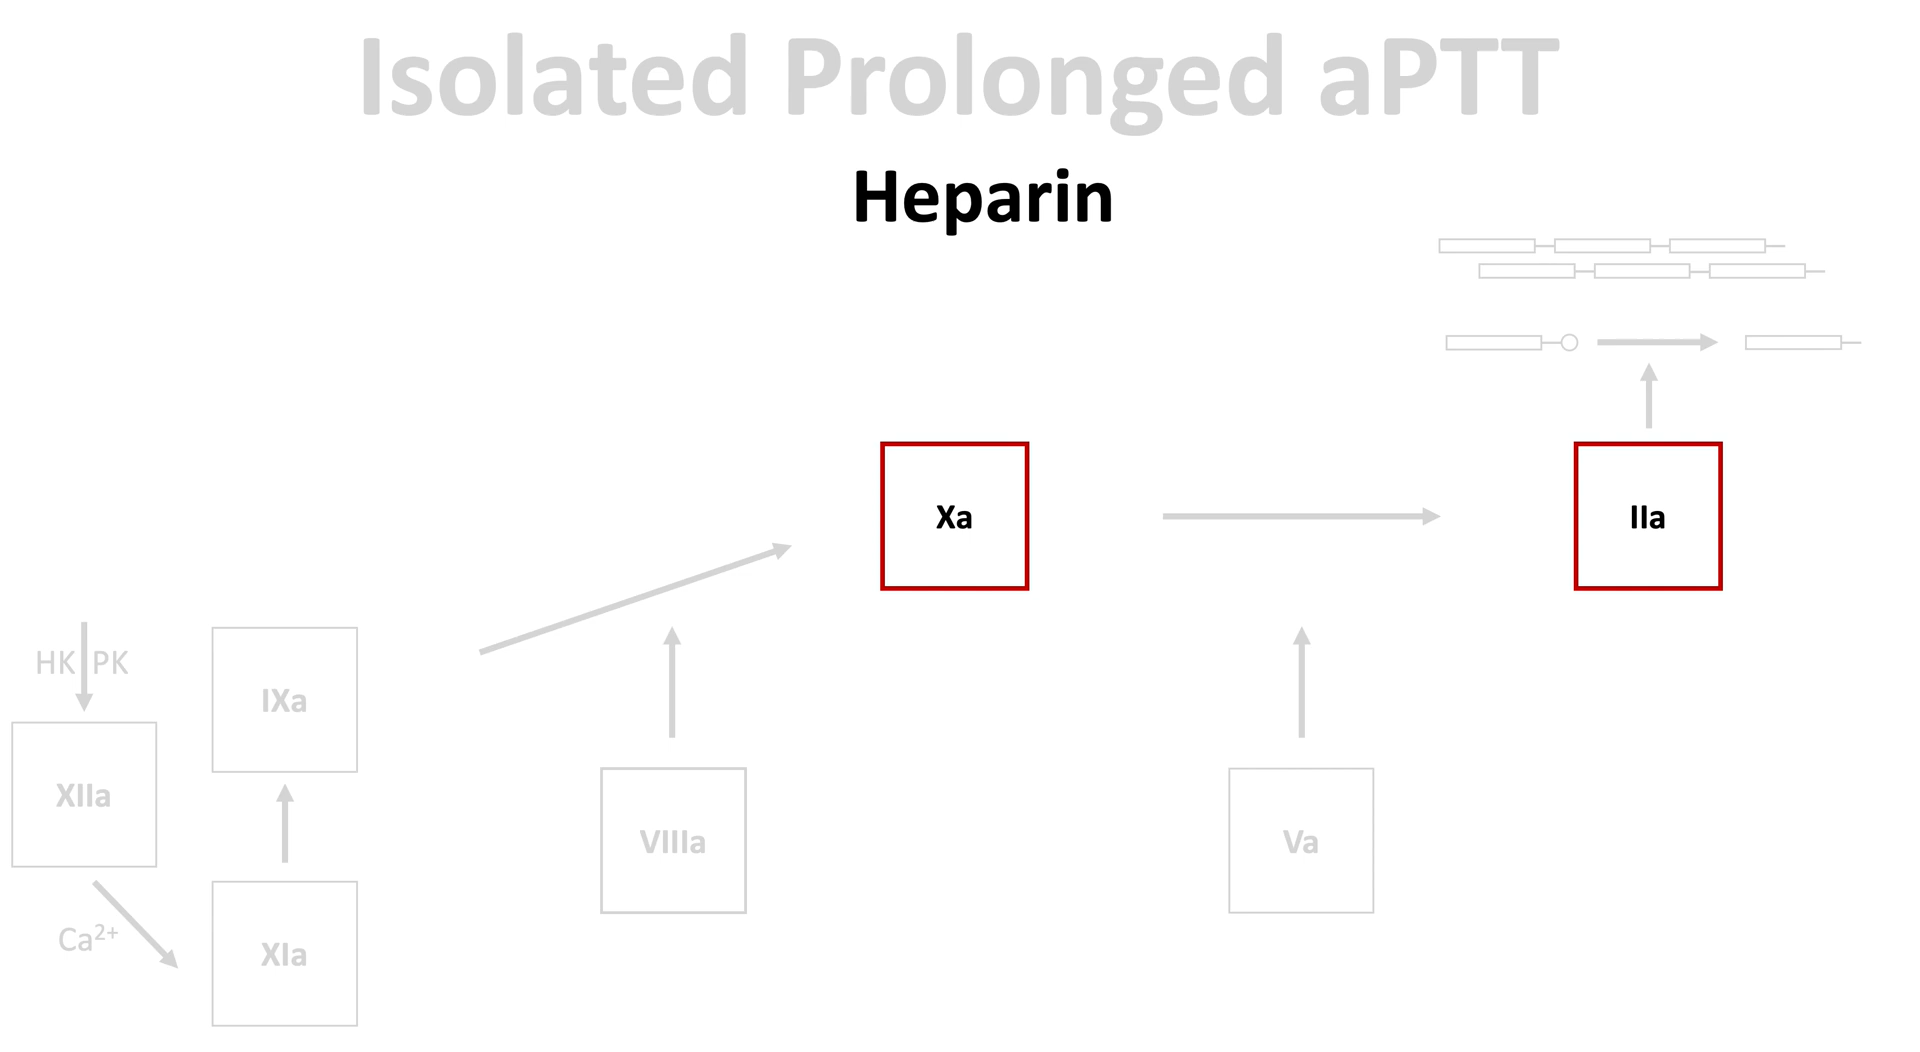 Isolated Prolonged aPTT
Heparin
Xa
IIa
HK PK
IXa
XIIa
VIIIa
Va
Ca²⁺
XIa